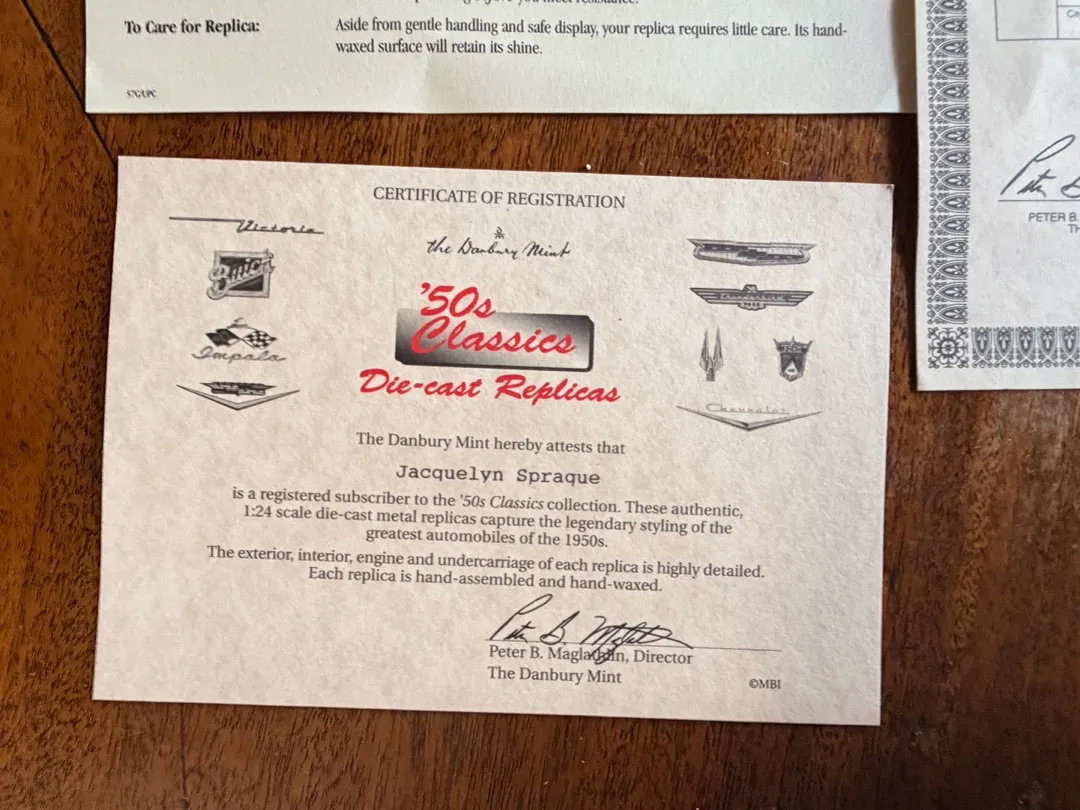 To Care for Replica: Aside from gentle handling and safe display, your replica requires little care. Its hand-
waxed surface will retain its shine.
57G/UPC
CERTIFICATE OF REGISTRATION
the Danbury Mint
Victoria
Buick
Impala
'50s
Classics
Die-cast Replicas
Thunderbird
Chevrolet
The Danbury Mint hereby attests that
Jacquelyn Spraque
is a registered subscriber to the '50s Classics collection. These authentic,
1:24 scale die-cast metal replicas capture the legendary styling of the
greatest automobiles of the 1950s.
The exterior, interior, engine and undercarriage of each replica is highly detailed.
Each replica is hand-assembled and hand-waxed.
Peter B. Maglathlin, Director
The Danbury Mint
©MBI
PETER B.
TH